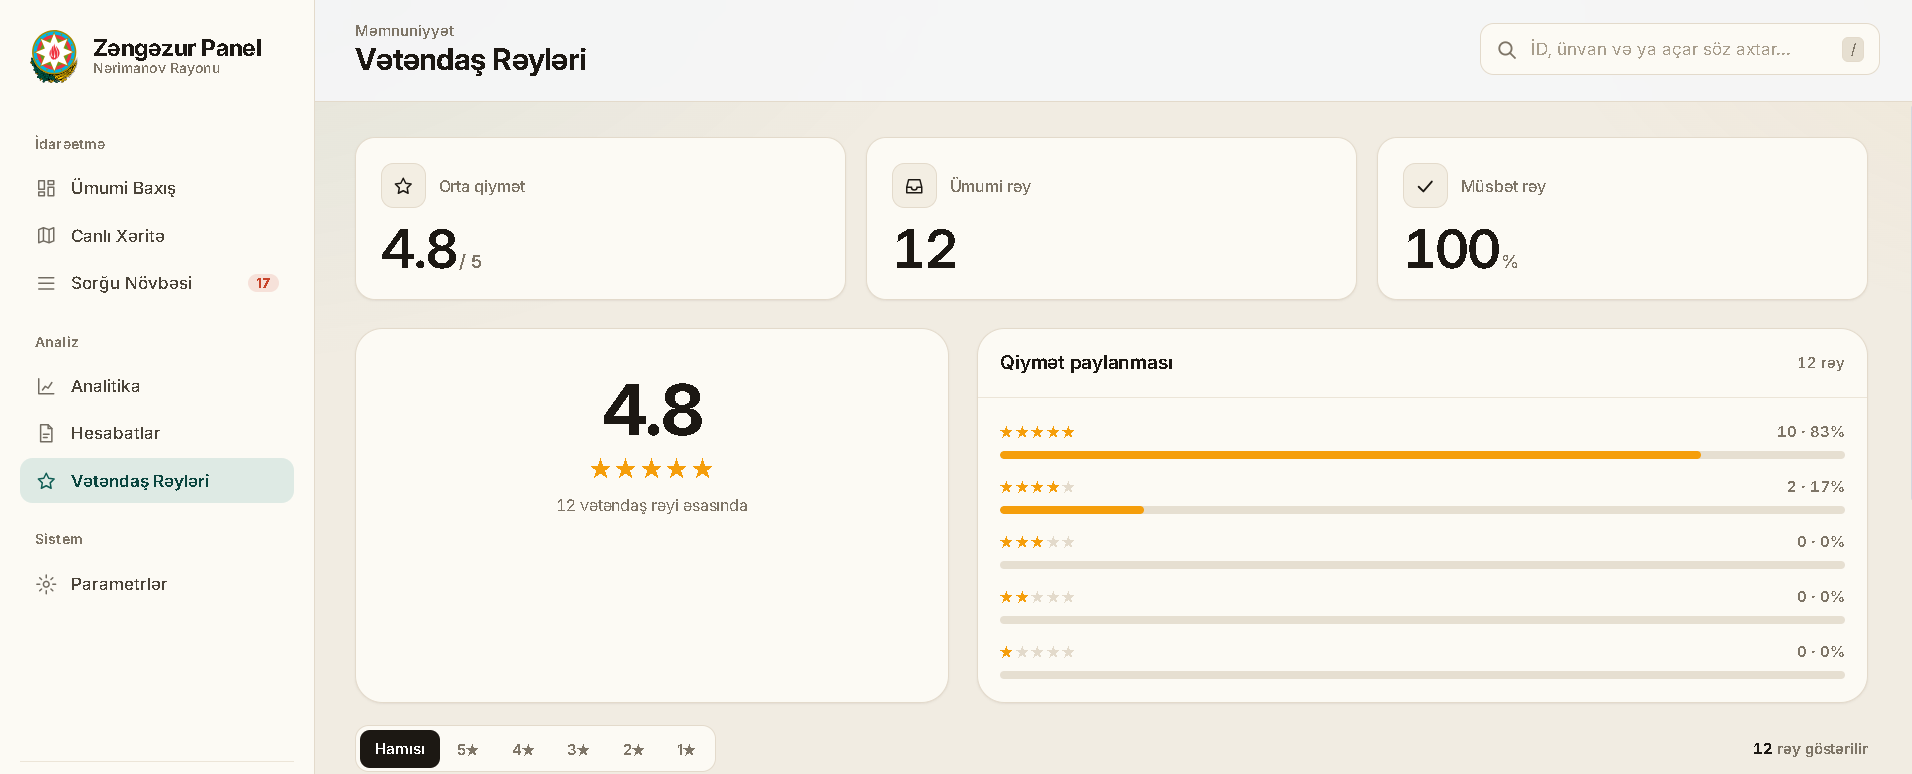 Zəngəzur Panel
Nərimanov Rayonu
İdarəetmə
Ümumi Baxış
Canlı Xəritə
Sorğu Növbəsi 17
Analiz
Analitika
Hesabatlar
Vətəndaş Rəyləri
Sistem
Parametrlər
Məmnuniyyət
Vətəndaş Rəyləri
İD, ünvan və ya açar söz axtar... /
Orta qiymət
4.8 / 5
Ümumi rəy
12
Müsbət rəy
100%
4.8
★★★★★
12 vətəndaş rəyi əsasında
Qiymət paylanması 12 rəy
★★★★★ 10 · 83%
★★★★★ 2 · 17%
★★★★★ 0 · 0%
★★★★★ 0 · 0%
★★★★★ 0 · 0%
Hamısı 5★ 4★ 3★ 2★ 1★
12 rəy göstərilir